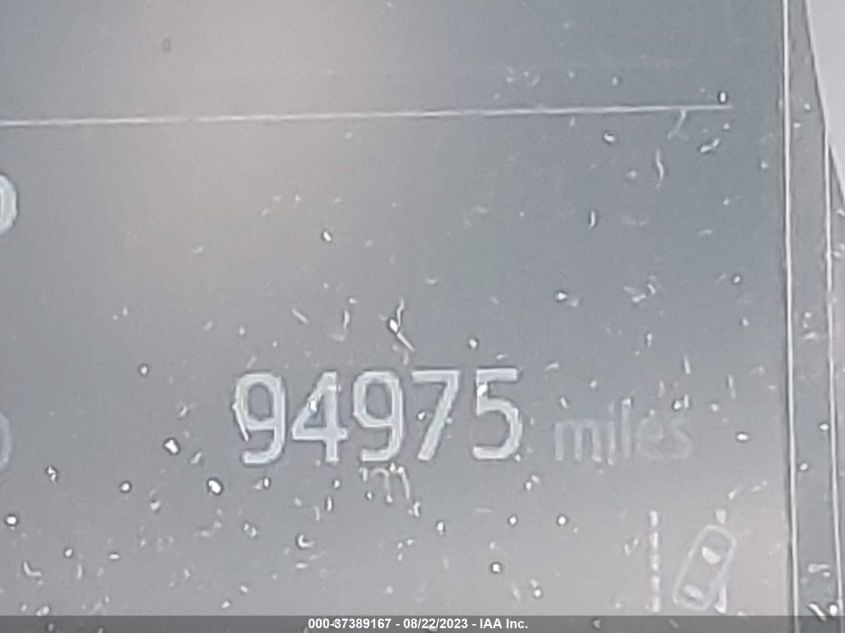 94975 miles
000-37389167 - 08/22/2023 - IAA Inc.